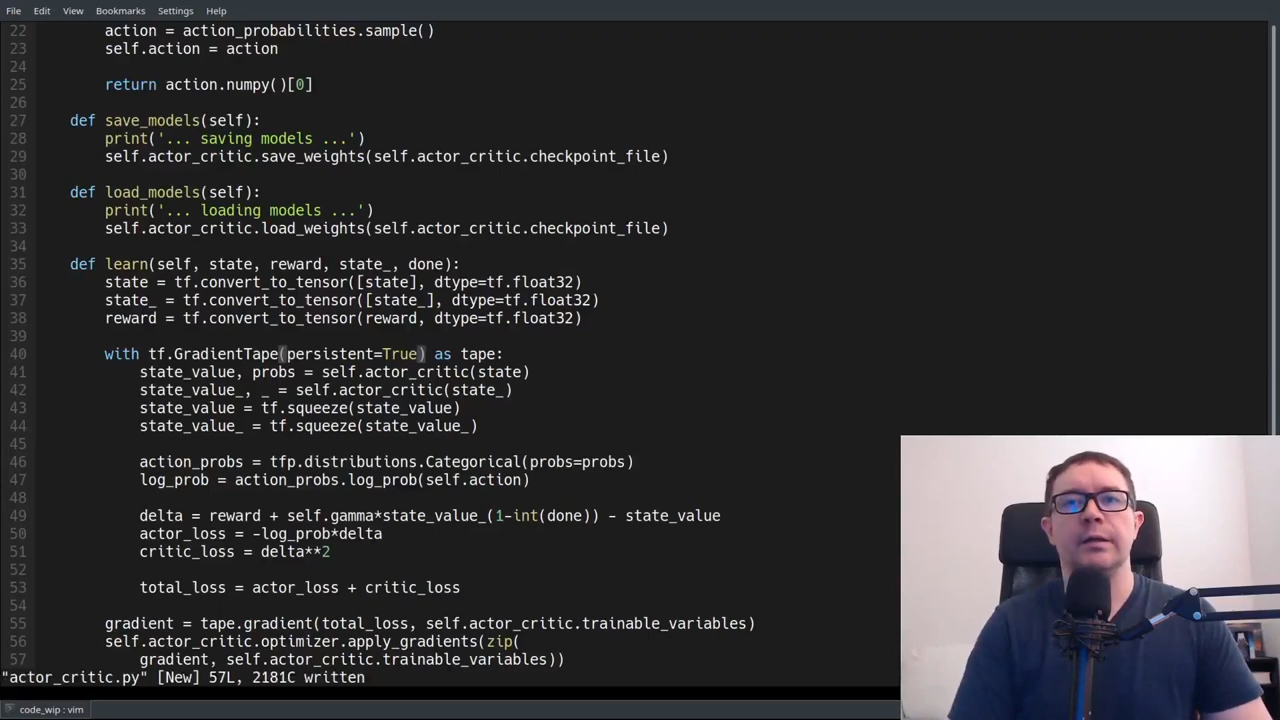 File Edit View Bookmarks Settings Help
22 action = action_probabilities.sample()
23 self.action = action
24
25 return action.numpy()[0]
26
27 def save_models(self):
28 print('... saving models ...')
29 self.actor_critic.save_weights(self.actor_critic.checkpoint_file)
30
31 def load_models(self):
32 print('... loading models ...')
33 self.actor_critic.load_weights(self.actor_critic.checkpoint_file)
34
35 def learn(self, state, reward, state_, done):
36 state = tf.convert_to_tensor([state], dtype=tf.float32)
37 state_ = tf.convert_to_tensor([state_], dtype=tf.float32)
38 reward = tf.convert_to_tensor(reward, dtype=tf.float32)
39
40 with tf.GradientTape(persistent=True) as tape:
41 state_value, probs = self.actor_critic(state)
42 state_value_, _ = self.actor_critic(state_)
43 state_value = tf.squeeze(state_value)
44 state_value_ = tf.squeeze(state_value_)
45
46 action_probs = tfp.distributions.Categorical(probs=probs)
47 log_prob = action_probs.log_prob(self.action)
48
49 delta = reward + self.gamma*state_value_(1-int(done)) - state_value
50 actor_loss = -log_prob*delta
51 critic_loss = delta**2
52
53 total_loss = actor_loss + critic_loss
54
55 gradient = tape.gradient(total_loss, self.actor_critic.trainable_variables)
56 self.actor_critic.optimizer.apply_gradients(zip(
57 gradient, self.actor_critic.trainable_variables))
"actor_critic.py" [New] 57L, 2181C written
code_wip : vim